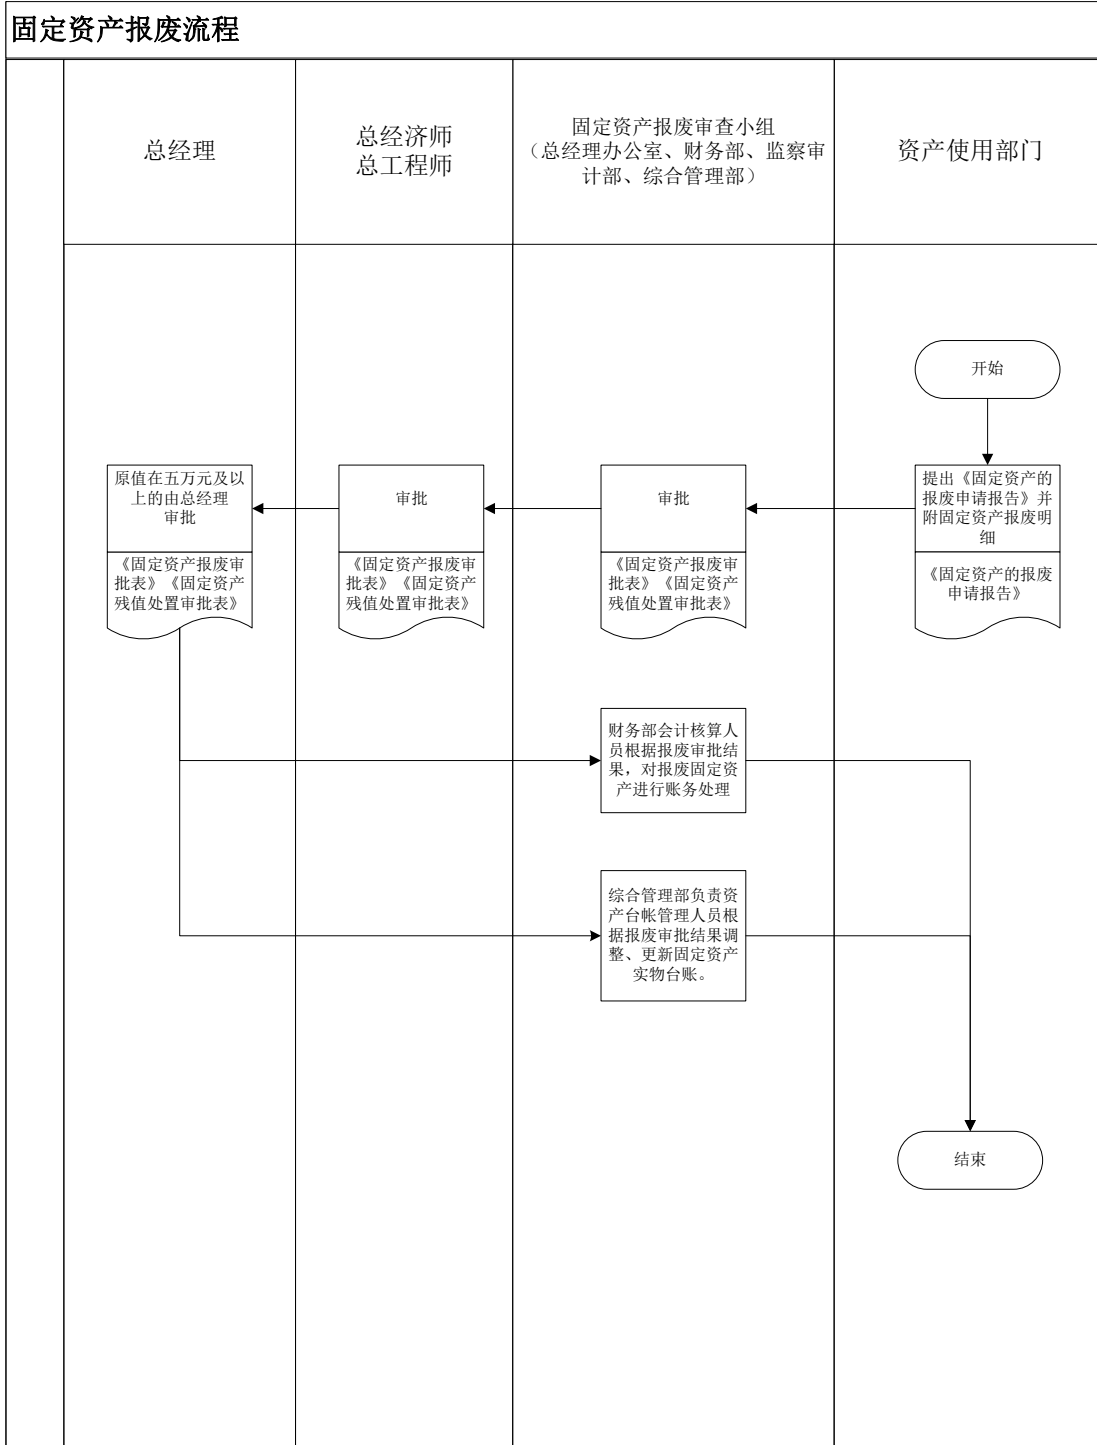 固定资产报废流程
总经理
总经济师
总工程师
固定资产报废审查小组
（总经理办公室、财务部、监察审
计部、综合管理部）
资产使用部门
开始
原值在五万元及以
上的由总经理
审批
《固定资产报废审
批表》《固定资产
残值处置审批表》
审批
《固定资产报废审
批表》《固定资产
残值处置审批表》
审批
《固定资产报废审
批表》《固定资产
残值处置审批表》
提出《固定资产的
报废申请报告》并
附固定资产报废明
细
《固定资产的报废
申请报告》
财务部会计核算人
员根据报废审批结
果，对报废固定资
产进行账务处理
综合管理部负责资
产台帐管理人员根
据报废审批结果调
整、更新固定资产
实物台账。
结束